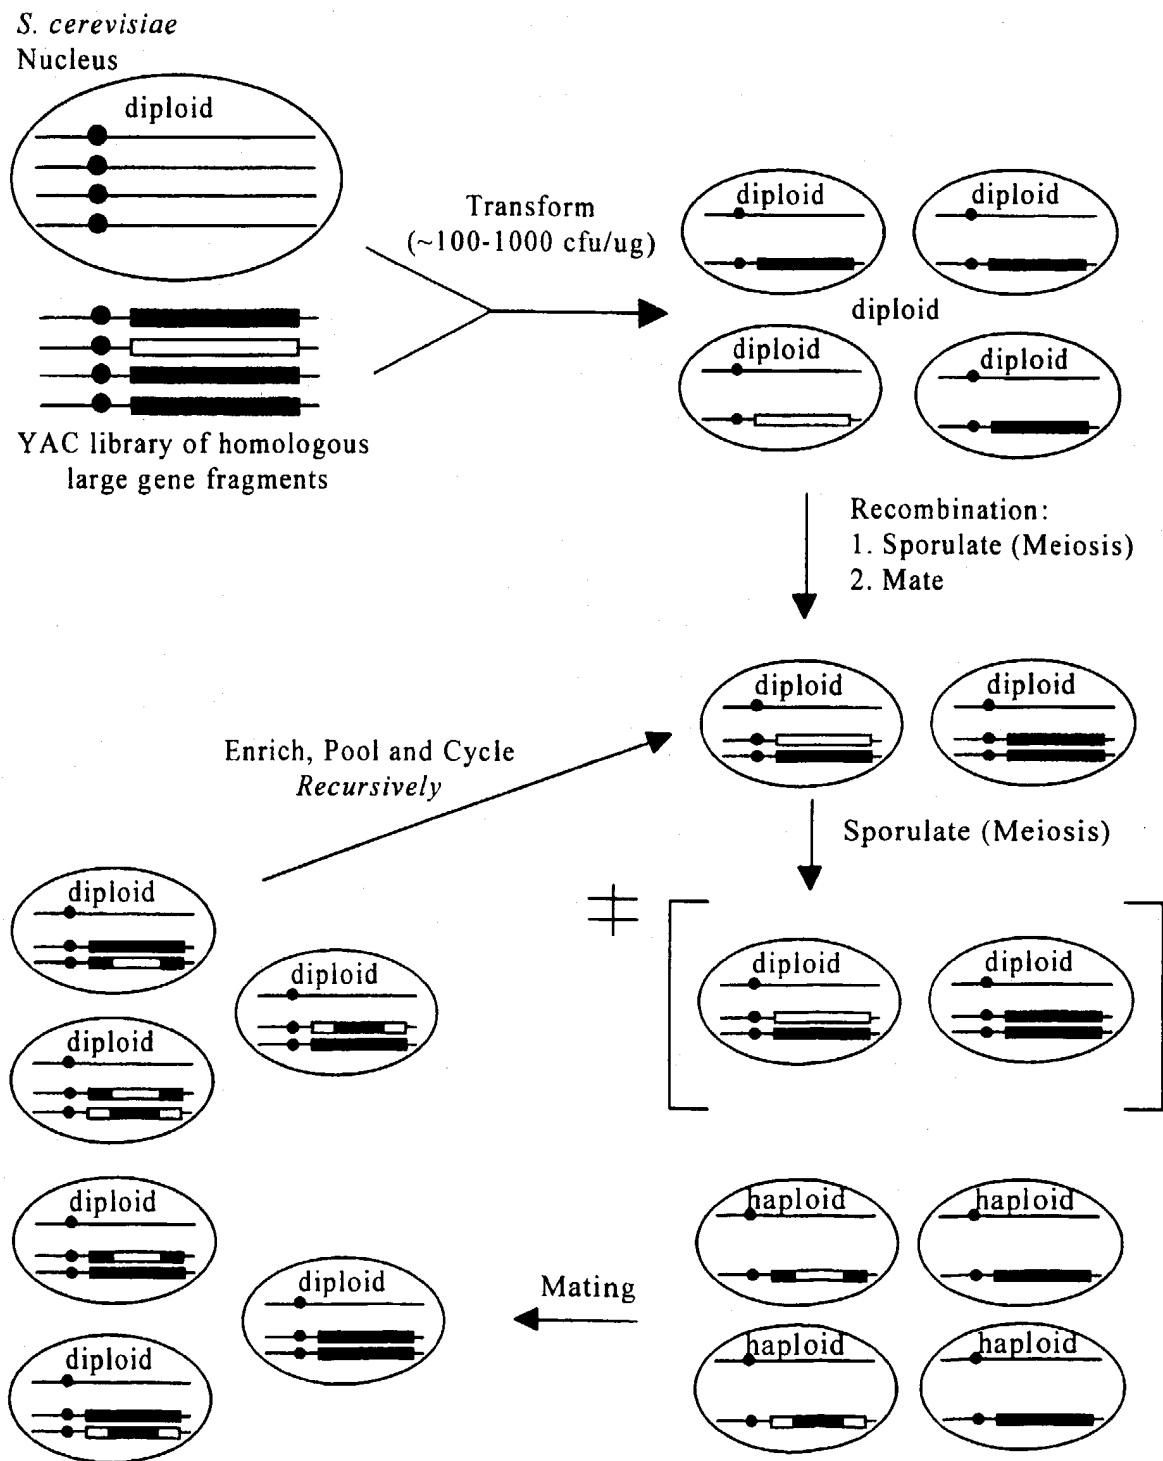 S. cerevisiae
Nucleus
diploid
Transform
(~100-1000 cfu/ug)
diploid
diploid
diploid
diploid
diploid
YAC library of homologous
large gene fragments
Recombination:
1. Sporulate (Meiosis)
2. Mate
diploid
diploid
Enrich, Pool and Cycle
Recursively
Sporulate (Meiosis)
diploid
diploid
diploid
diploid
diploid
diploid
haploid
haploid
diploid
Mating
haploid
haploid
diploid